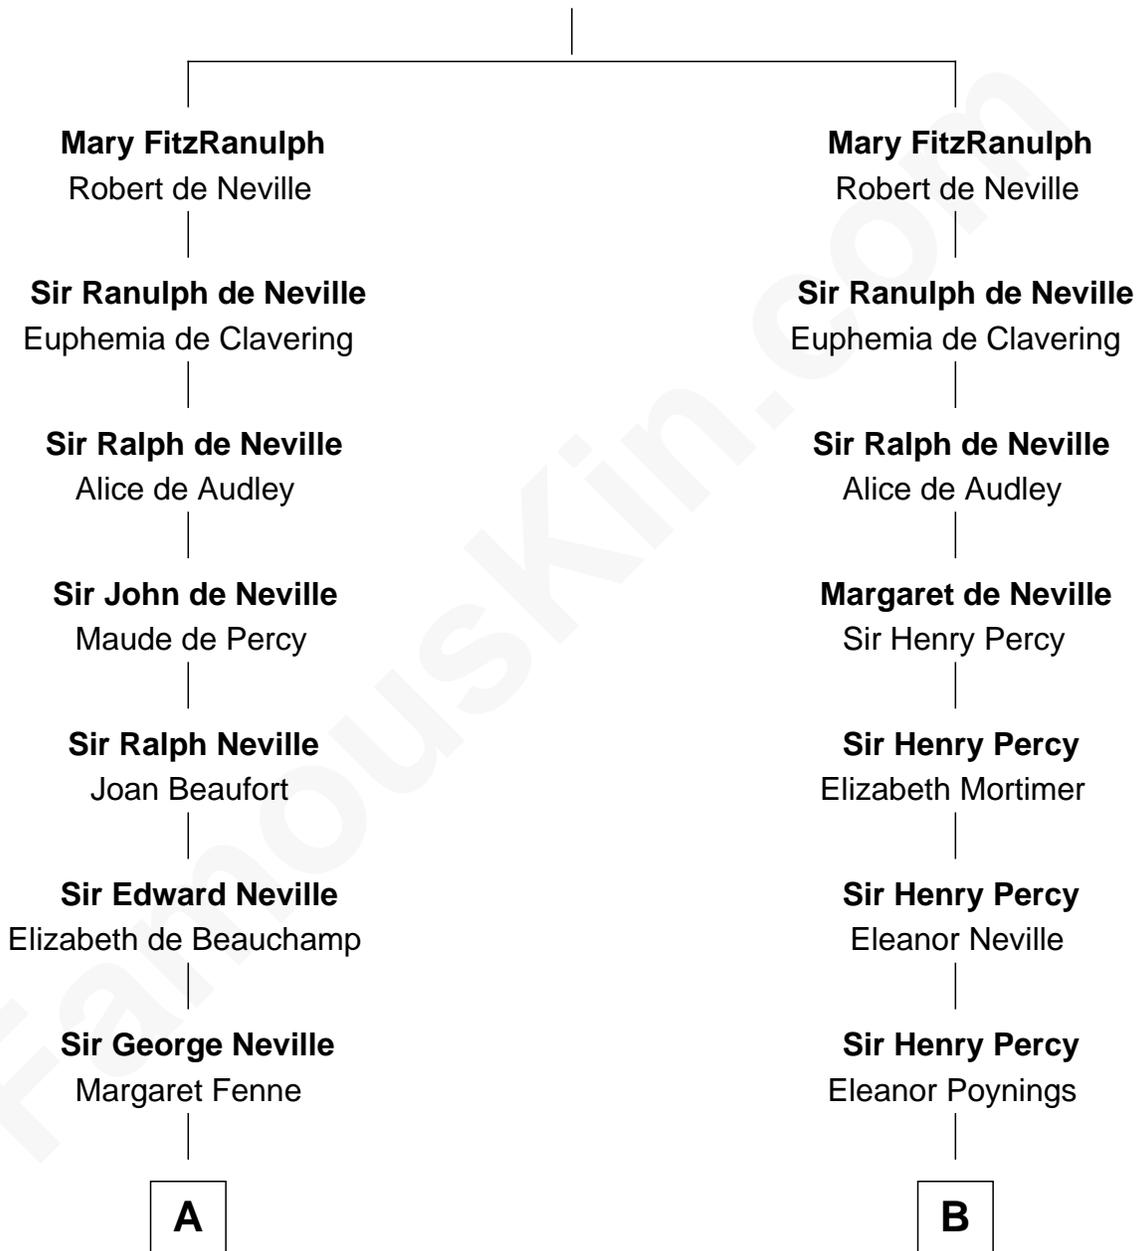 Mary FitzRanulph
Robert de Neville
Sir Ranulph de Neville
Euphemia de Clavering
Sir Ralph de Neville
Alice de Audley
Sir John de Neville
Maude de Percy
Sir Ralph Neville
Joan Beaufort
Sir Edward Neville
Elizabeth de Beauchamp
Sir George Neville
Margaret Fenne
A
Mary FitzRanulph
Robert de Neville
Sir Ranulph de Neville
Euphemia de Clavering
Sir Ralph de Neville
Alice de Audley
Margaret de Neville
Sir Henry Percy
Sir Henry Percy
Elizabeth Mortimer
Sir Henry Percy
Eleanor Neville
Sir Henry Percy
Eleanor Poynings
B
FamousKin.com